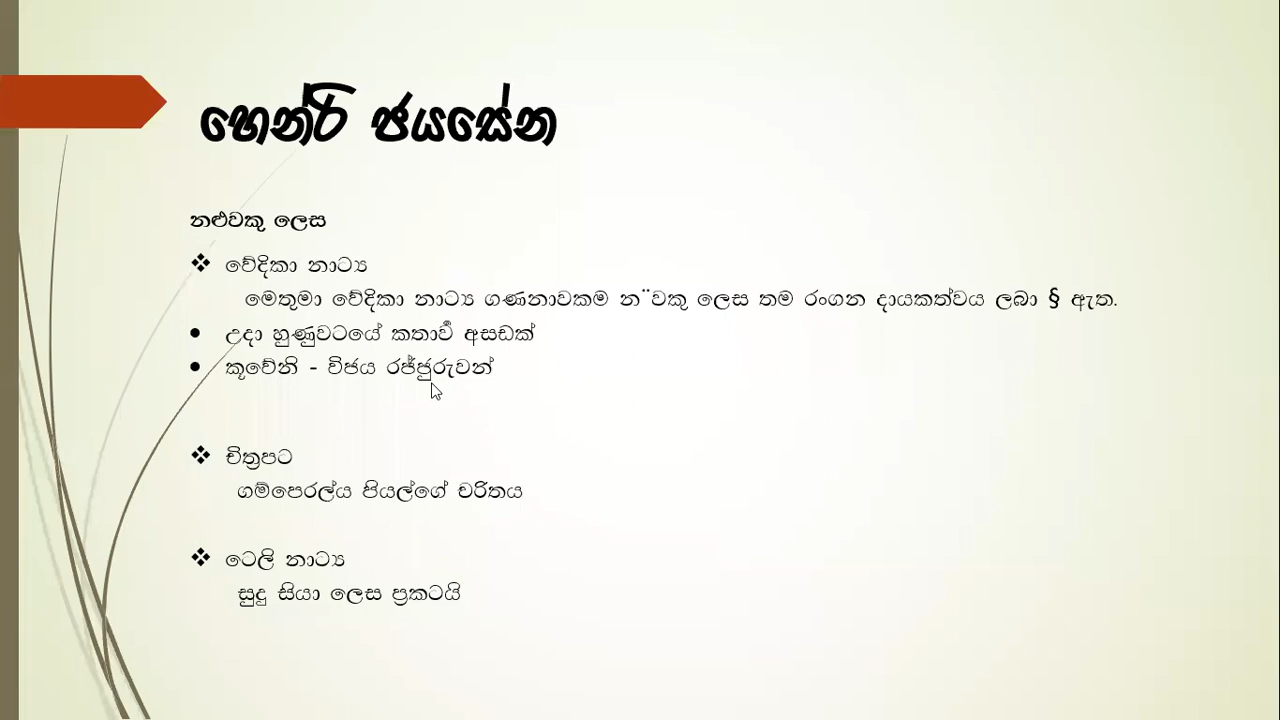 හෙන්රි ජයසේන
නළුවකු ලෙස
❖ වේදිකා නාට්‍ය
මෙතුමා වේදිකා නාට්‍ය ගණනාවකම න¨වකු ලෙස තම රංගන දායකත්වය ලබා § ඇත.
• උදා හුණුවටයේ කතාව අසඩක්
• කුවේනි - විජය රජ්ජුරුවන්
❖ චිත්‍රපට
ගම්පෙරල්ය පියල්ගේ චරිතය
❖ ටෙලි නාට්‍ය
සුදු සියා ලෙස ප්‍රකටයි